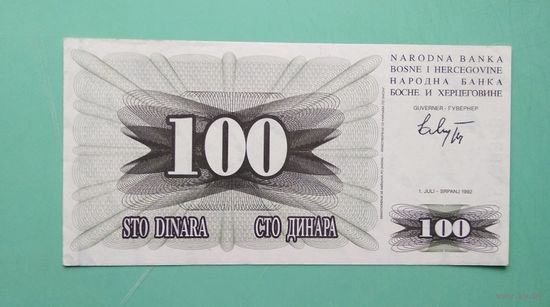 NARODNA BANKA
BOSNE I HERCEGOVINE
НАРОДНА БАНКА
БОСНЕ И ХЕРЦЕГОВИНЕ
GUVERNER - ГУВЕРНЕР
100
1. JULI - SRPANJ 1992
STO DINARA СТО ДИНАРА
100